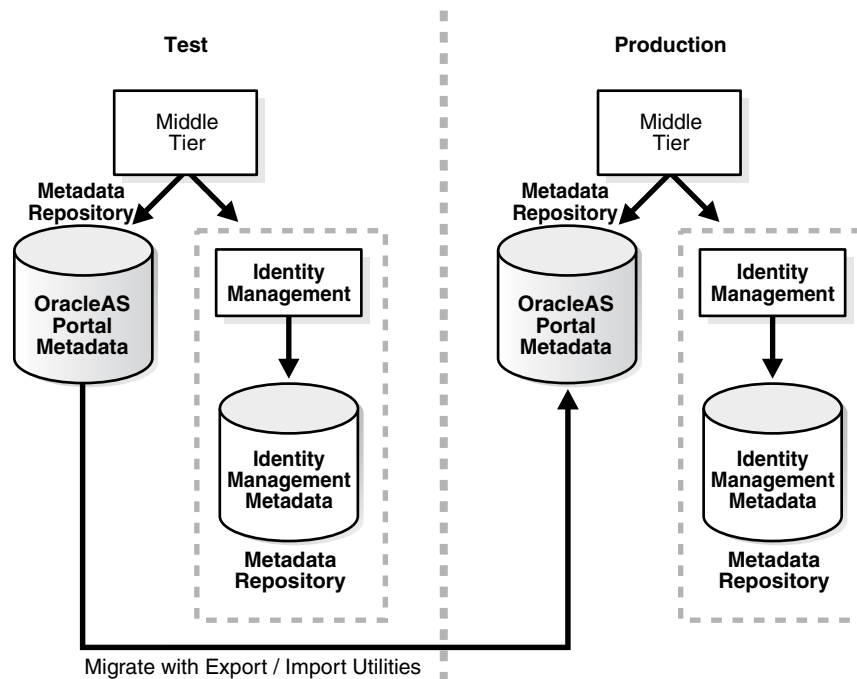 Test
Middle
Tier
Metadata
Repository
OracleAS
Portal
Metadata
Identity
Management
Identity
Management
Metadata
Metadata
Repository
Production
Middle
Tier
Metadata
Repository
OracleAS
Portal
Metadata
Identity
Management
Identity
Management
Metadata
Metadata
Repository
Migrate with Export / Import Utilities